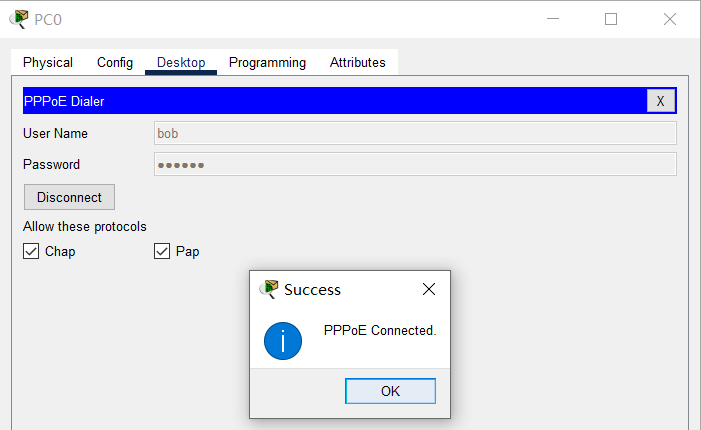 PC0
Physical Config Desktop Programming Attributes
PPPoE Dialer X
User Name bob
Password ●●●●●●
Disconnect
Allow these protocols
Chap Pap
Success
PPPoE Connected.
OK